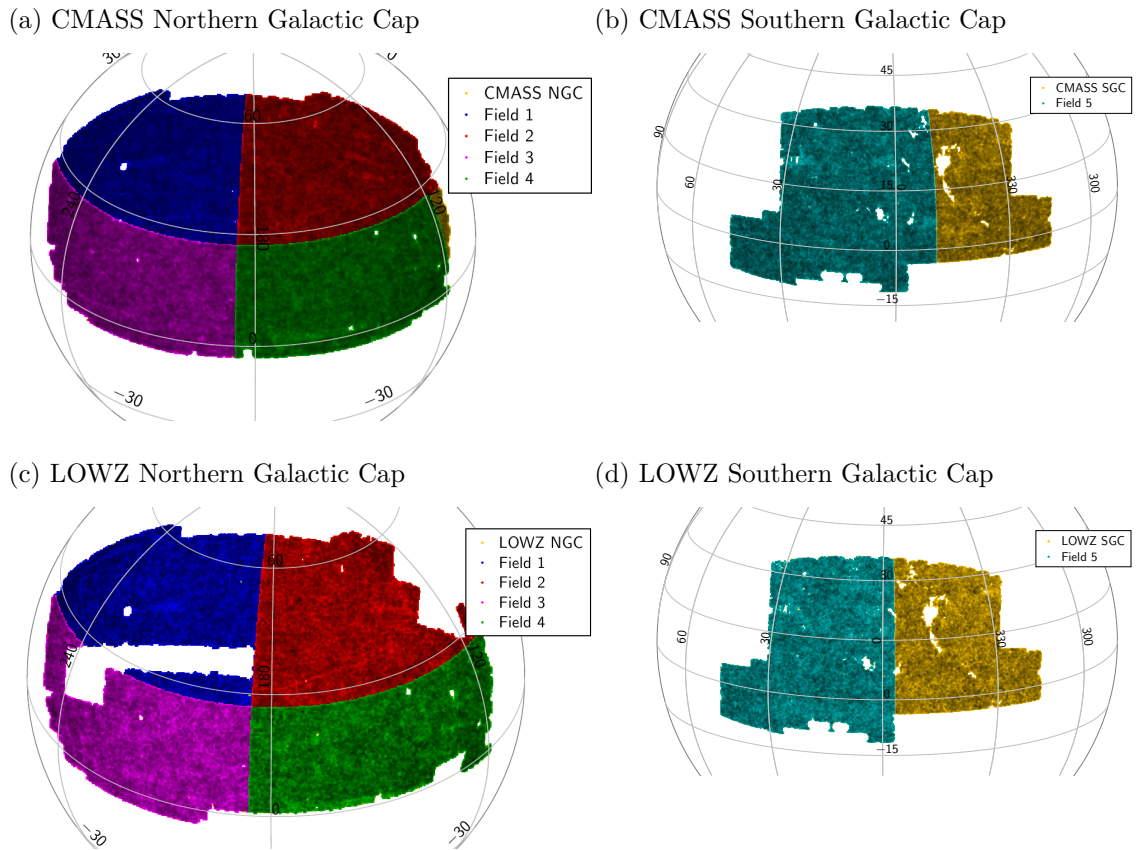 (a) CMASS Northern Galactic Cap
(b) CMASS Southern Galactic Cap
CMASS NGC
Field 1
Field 2
Field 3
Field 4
60
240
120
0
−30
−30
CMASS SGC
Field 5
45
30
15
0
−15
90
60
30
0
330
300
(c) LOWZ Northern Galactic Cap
(d) LOWZ Southern Galactic Cap
LOWZ NGC
Field 1
Field 2
Field 3
Field 4
60
240
180
0
−30
−30
LOWZ SGC
Field 5
45
30
0
−15
90
60
30
0
330
300